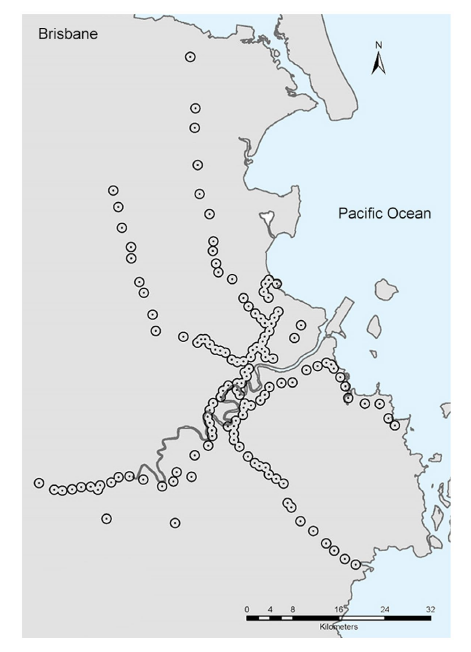 Brisbane
N
Pacific Ocean
0 4 8 16 24 32
Kilometers